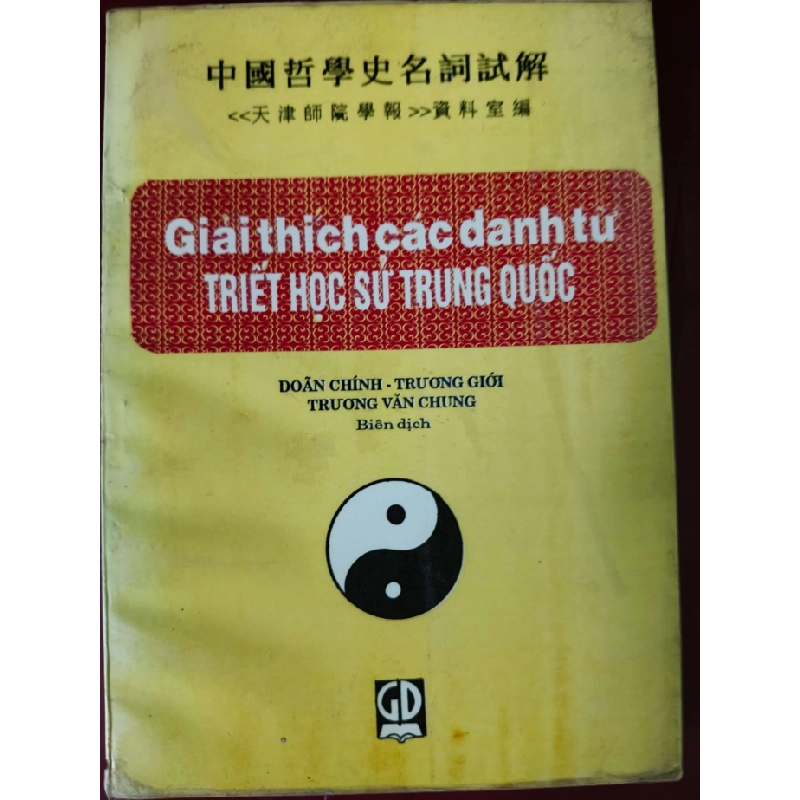 中國哲學史名詞試解
<<天津師院學報>>資料室編
Giải thích các danh từ
TRIẾT HỌC SỬ TRUNG QUỐC
DOÃN CHÍNH - TRƯƠNG GIỚI
TRƯƠNG VĂN CHUNG
Biên dịch
GD